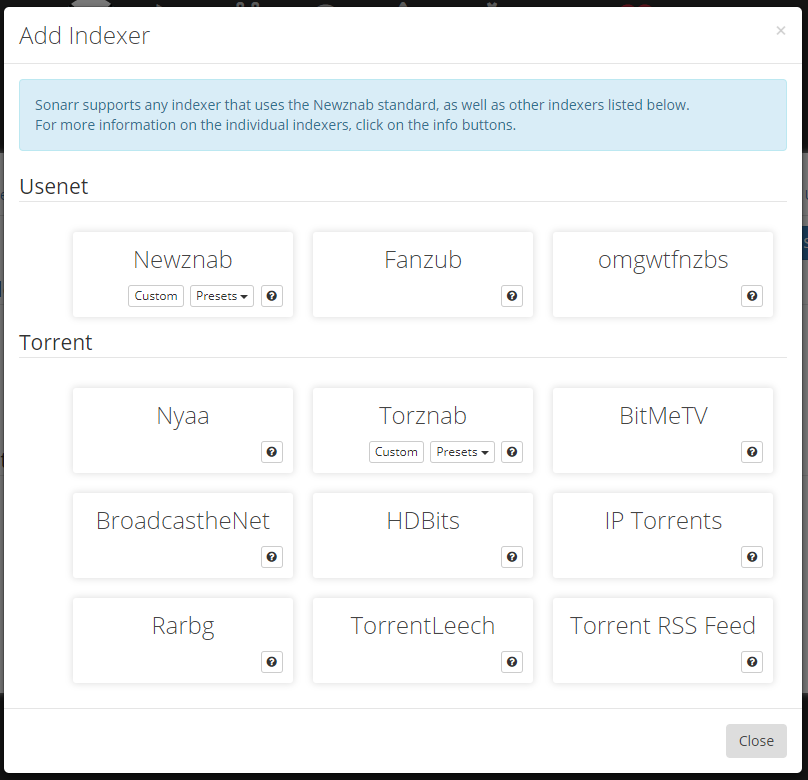 Add Indexer ×
Sonarr supports any indexer that uses the Newznab standard, as well as other indexers listed below.
For more information on the individual indexers, click on the info buttons.
Usenet
Newznab Fanzub omgwtfnzbs
Custom Presets ? ? ?
Torrent
Nyaa Torznab BitMeTV
? Custom Presets ? ?
BroadcastheNet HDBits IP Torrents
? ? ?
Rarbg TorrentLeech Torrent RSS Feed
? ? ?
Close